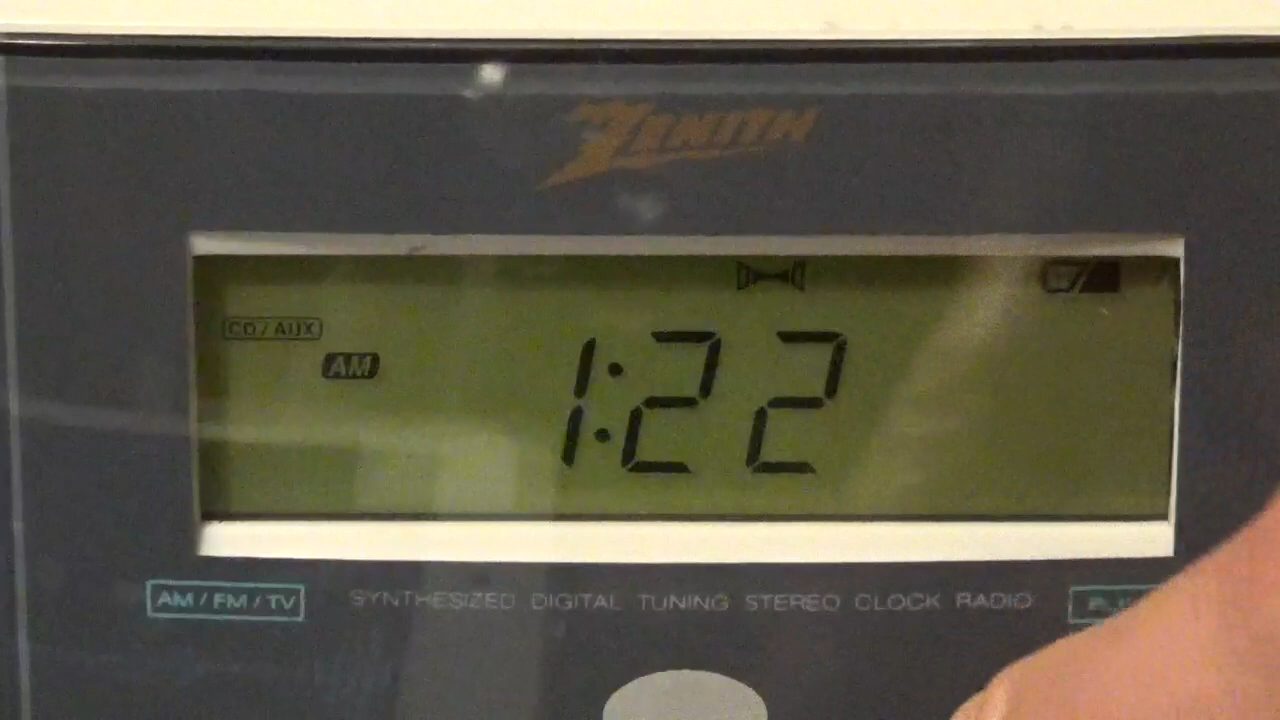 ZENITH
CD/AUX
AM
1:22
AM/FM/TV
SYNTHESIZED DIGITAL TUNING STEREO CLOCK RADIO